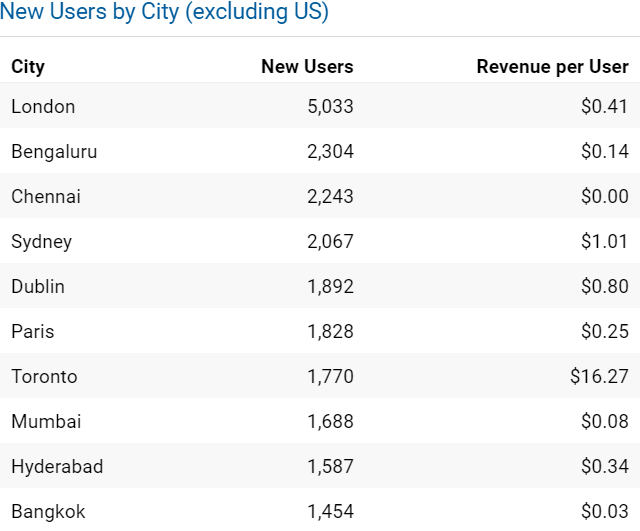 New Users by City (excluding US)
City New Users Revenue per User
London 5,033 $0.41
Bengaluru 2,304 $0.14
Chennai 2,243 $0.00
Sydney 2,067 $1.01
Dublin 1,892 $0.80
Paris 1,828 $0.25
Toronto 1,770 $16.27
Mumbai 1,688 $0.08
Hyderabad 1,587 $0.34
Bangkok 1,454 $0.03